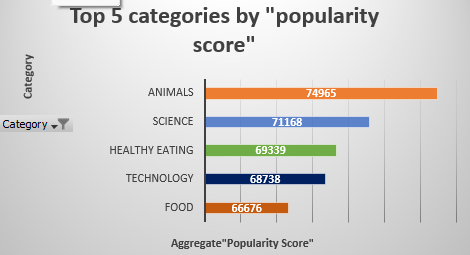 Top 5 categories by "popularity
score"
Category
Category
ANIMALS 74965
SCIENCE 71168
HEALTHY EATING 69339
TECHNOLOGY 68738
FOOD 66676
Aggregate"Popularity Score"